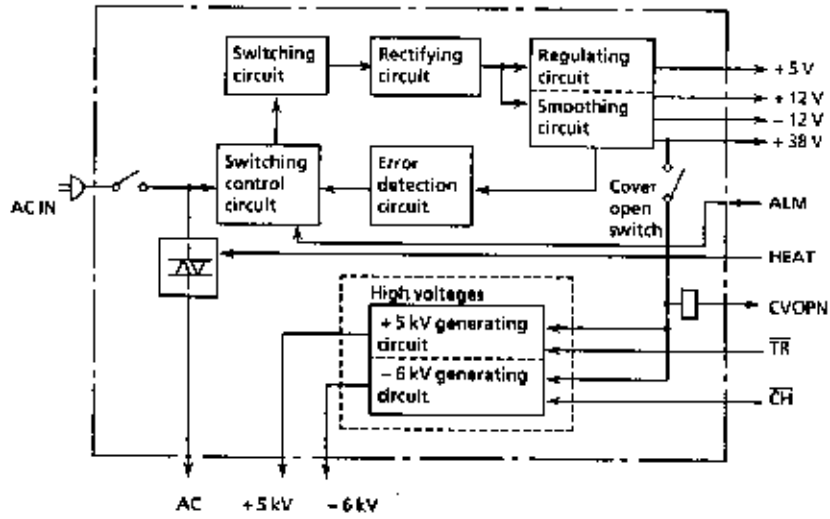 Switching
circuit
Rectifying
circuit
Regulating
circuit
Smoothing
circuit
+5 V
+12 V
−12 V
+38 V
Switching
control
circuit
Error
detection
circuit
Cover
open
switch
AC IN
ALM
HEAT
High voltages
+5 kV generating
circuit
−6 kV generating
circuit
CVOPN
T̅R̅
C̅H̅
AC
+5 kV
−6 kV